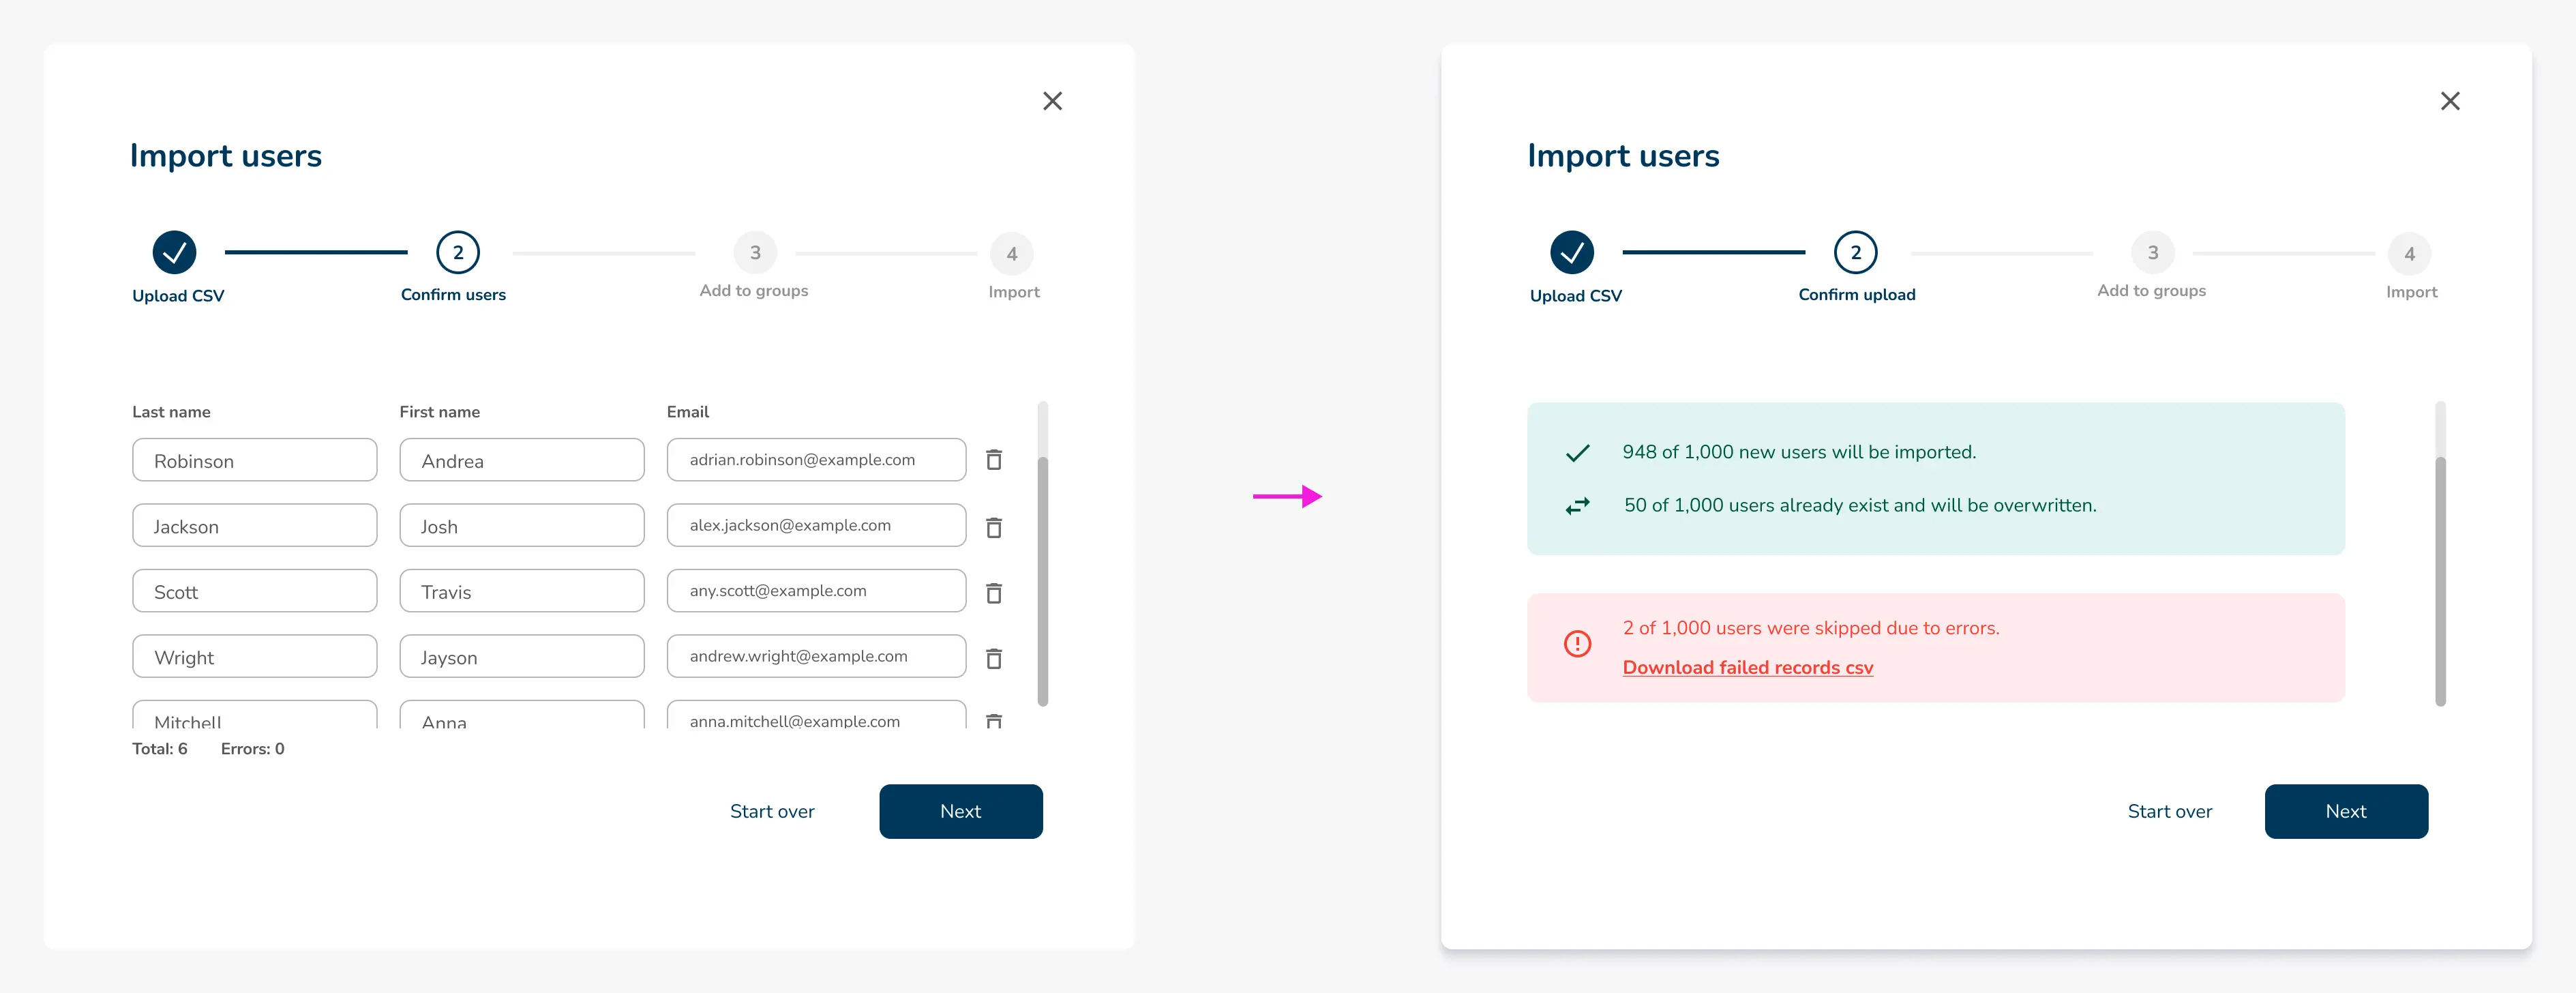 Import users
2
3
4
Upload CSV
Confirm users
Add to groups
Import
Last name First name Email
Robinson Andrea adrian.robinson@example.com
Jackson Josh alex.jackson@example.com
Scott Travis any.scott@example.com
Wright Jayson andrew.wright@example.com
Mitchell Anna anna.mitchell@example.com
Total: 6 Errors: 0
Start over Next
Import users
2
3
4
Upload CSV
Confirm upload
Add to groups
Import
948 of 1,000 new users will be imported.
50 of 1,000 users already exist and will be overwritten.
2 of 1,000 users were skipped due to errors.
Download failed records csv
Start over Next